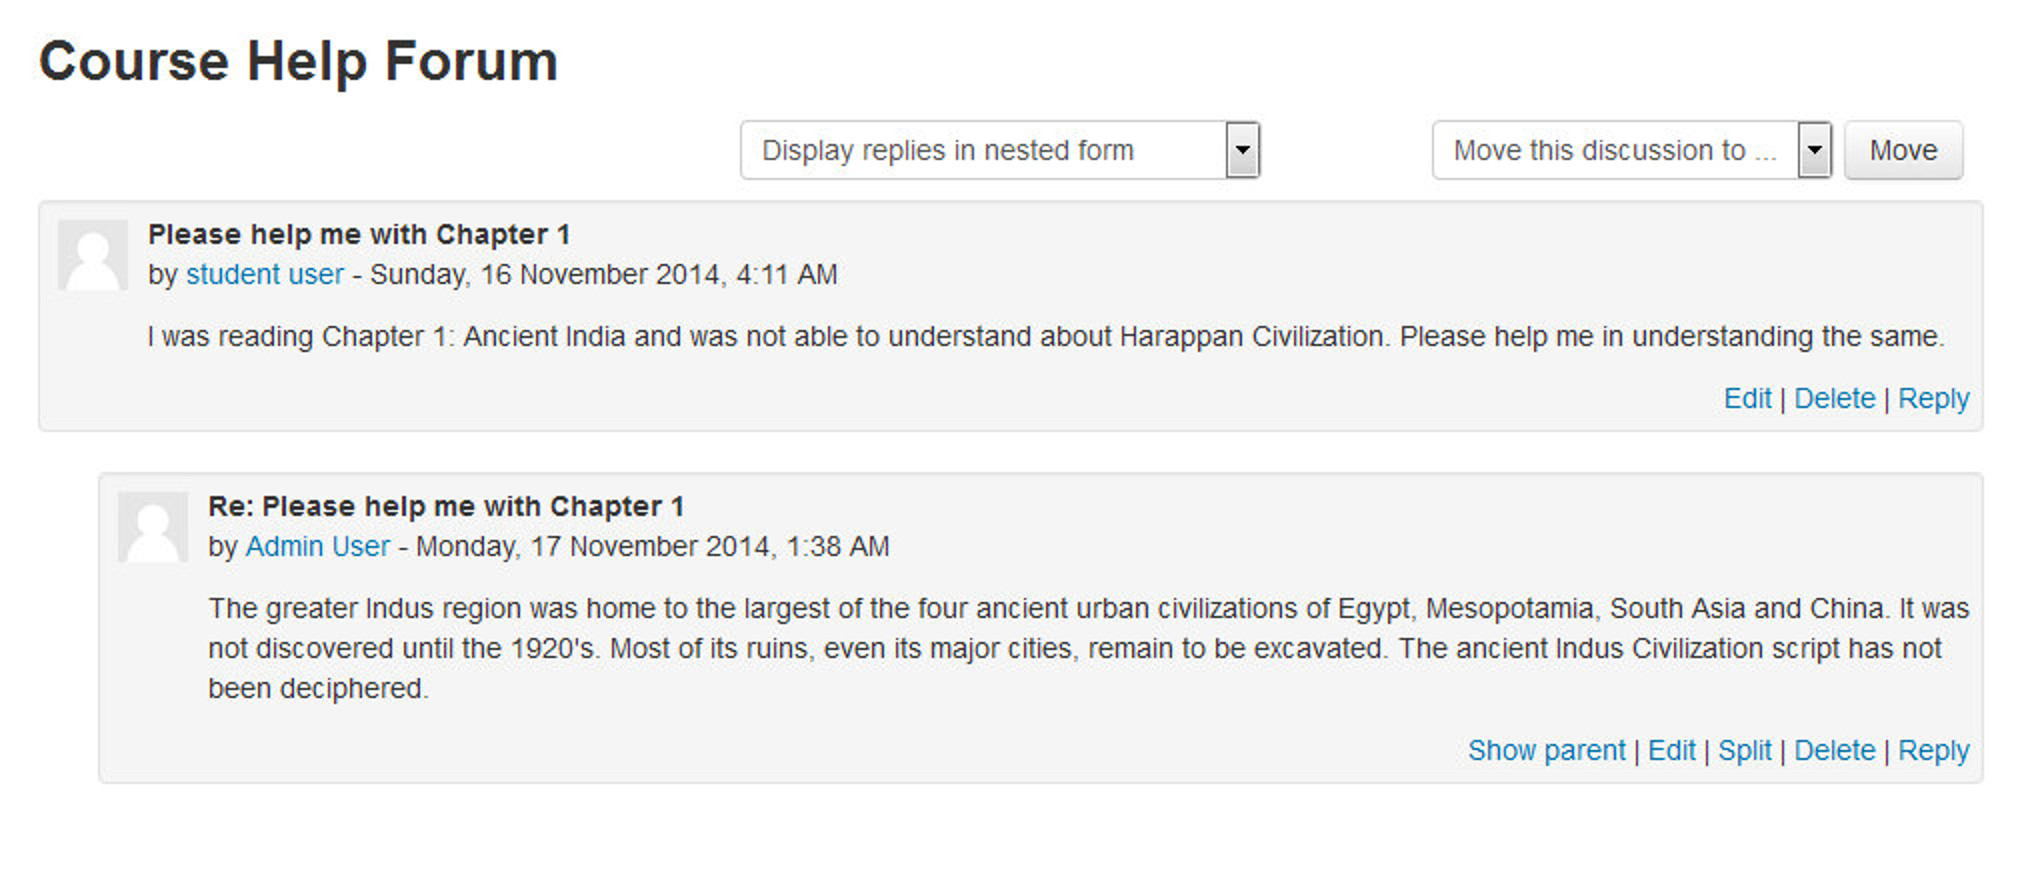 Course Help Forum
Display replies in nested form
Move this discussion to ...
Move
Please help me with Chapter 1
by student user - Sunday, 16 November 2014, 4:11 AM
I was reading Chapter 1: Ancient India and was not able to understand about Harappan Civilization. Please help me in understanding the same.
Edit | Delete | Reply
Re: Please help me with Chapter 1
by Admin User - Monday, 17 November 2014, 1:38 AM
The greater Indus region was home to the largest of the four ancient urban civilizations of Egypt, Mesopotamia, South Asia and China. It was
not discovered until the 1920's. Most of its ruins, even its major cities, remain to be excavated. The ancient Indus Civilization script has not
been deciphered.
Show parent | Edit | Split | Delete | Reply